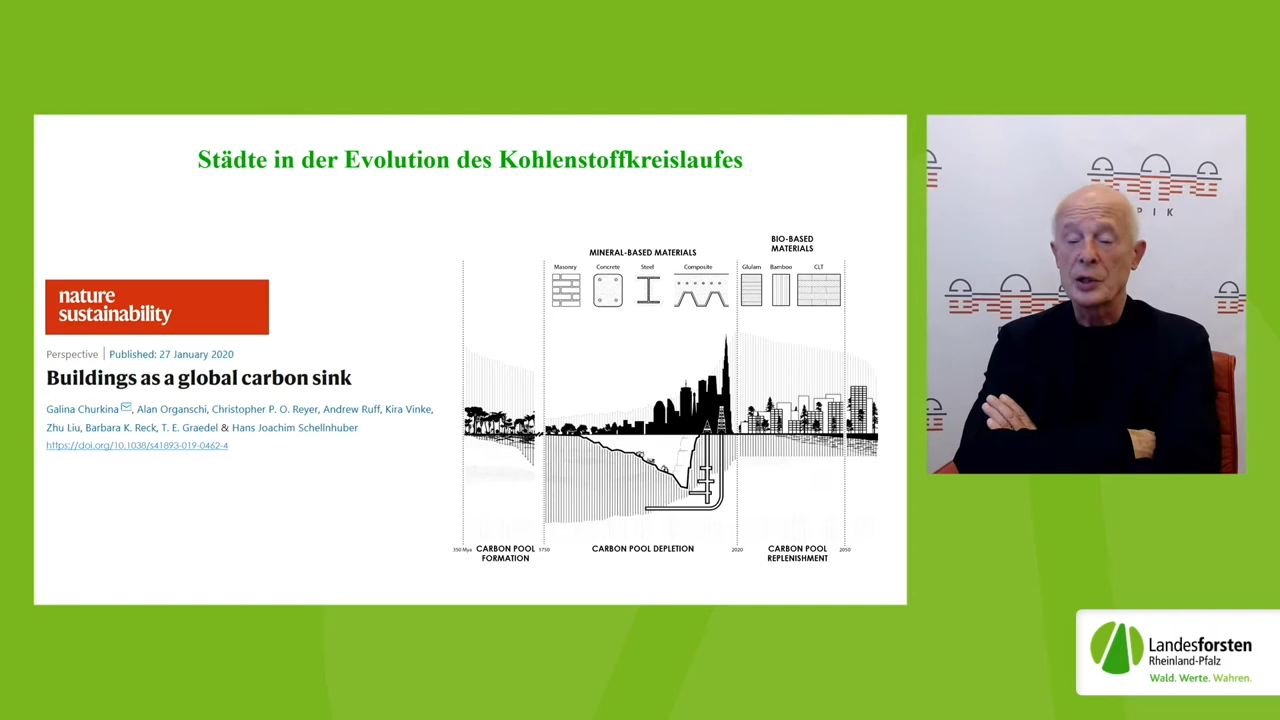 Städte in der Evolution des Kohlenstoffkreislaufes
nature
sustainability
Perspective | Published: 27 January 2020
Buildings as a global carbon sink
Galina Churkina, Alan Organschi, Christopher P. O. Reyer, Andrew Ruff, Kira Vinke,
Zhu Liu, Barbara K. Reck, T. E. Graedel & Hans Joachim Schellnhuber
https://doi.org/10.1038/s41893-019-0462-4
MINERAL-BASED MATERIALS
BIO-BASED
MATERIALS
Masonry Concrete Steel Composite Glulam Bamboo CLT
350 Mya CARBON POOL
FORMATION
1750 CARBON POOL DEPLETION 2020 CARBON POOL
REPLENISHMENT
2050
PIK
Landesforsten
Rheinland-Pfalz
Wald. Werte. Wahren.